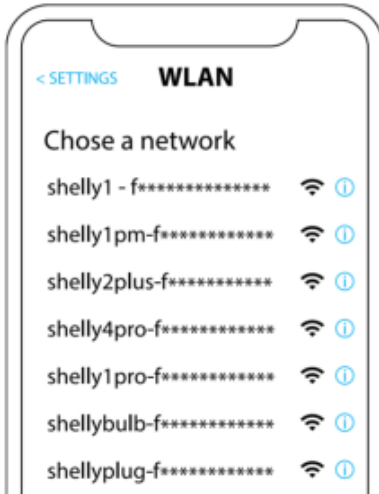 < SETTINGS WLAN
Chose a network
shelly1 - f**************
shelly1pm-f************
shelly2plus-f************
shelly4pro-f************
shelly1pro-f************
shellybulb-f************
shellyplug-f************